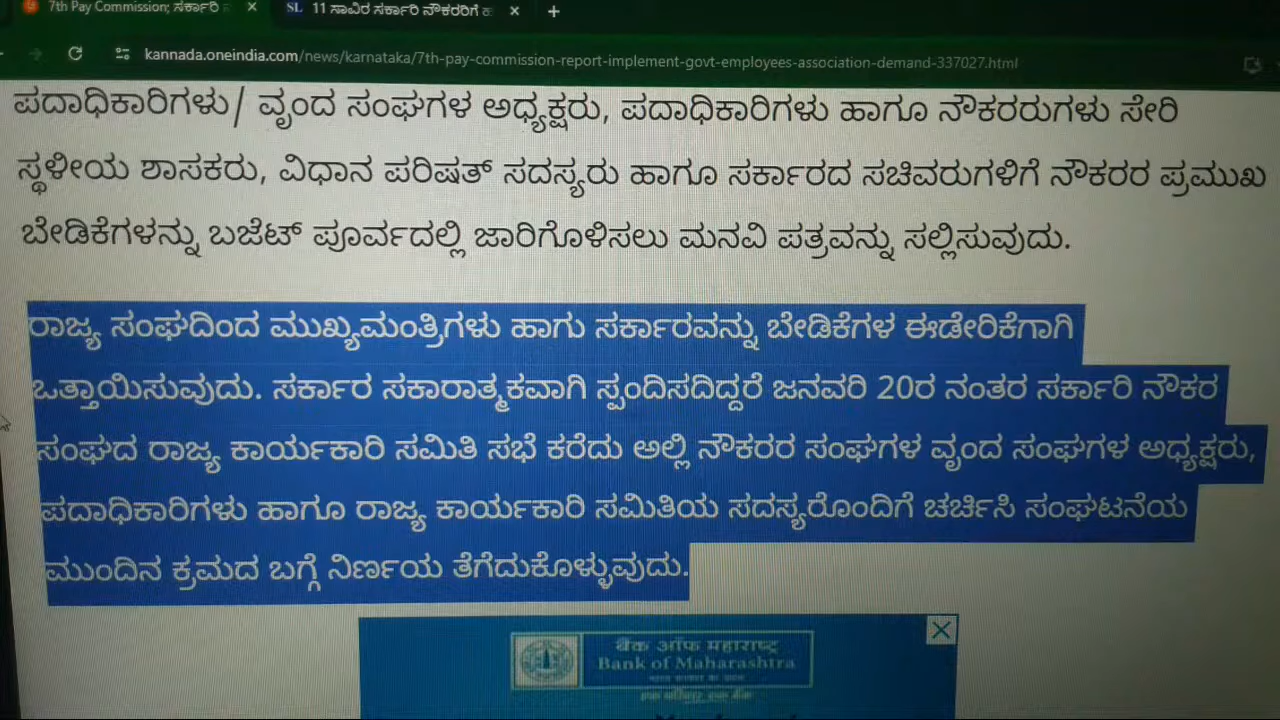 7th Pay Commission; ಸರ್ಕಾರಿ
SL 11 ಸಾವಿರ ಸರ್ಕಾರಿ ನೌಕರರಿಗೆ
kannada.oneindia.com/news/karnataka/7th-pay-commission-report-implement-govt-employees-association-demand-337027.html
ಪದಾಧಿಕಾರಿಗಳು/ ವೃಂದ ಸಂಘಗಳ ಅಧ್ಯಕ್ಷರು, ಪದಾಧಿಕಾರಿಗಳು ಹಾಗೂ ನೌಕರರುಗಳು ಸೇರಿ
ಸ್ಥಳೀಯ ಶಾಸಕರು, ವಿಧಾನ ಪರಿಷತ್ ಸದಸ್ಯರು ಹಾಗೂ ಸರ್ಕಾರದ ಸಚಿವರುಗಳಿಗೆ ನೌಕರರ ಪ್ರಮುಖ
ಬೇಡಿಕೆಗಳನ್ನು ಬಜೆಟ್ ಪೂರ್ವದಲ್ಲಿ ಜಾರಿಗೊಳಿಸಲು ಮನವಿ ಪತ್ರವನ್ನು ಸಲ್ಲಿಸುವುದು.
ರಾಜ್ಯ ಸಂಘದಿಂದ ಮುಖ್ಯಮಂತ್ರಿಗಳು ಹಾಗು ಸರ್ಕಾರವನ್ನು ಬೇಡಿಕೆಗಳ ಈಡೇರಿಕೆಗಾಗಿ
ಒತ್ತಾಯಿಸುವುದು. ಸರ್ಕಾರ ಸಕಾರಾತ್ಮಕವಾಗಿ ಸ್ಪಂದಿಸದಿದ್ದರೆ ಜನವರಿ 20ರ ನಂತರ ಸರ್ಕಾರಿ ನೌಕರ
ಸಂಘದ ರಾಜ್ಯ ಕಾರ್ಯಕಾರಿ ಸಮಿತಿ ಸಭೆ ಕರೆದು ಅಲ್ಲಿ ನೌಕರರ ಸಂಘಗಳ ವೃಂದ ಸಂಘಗಳ ಅಧ್ಯಕ್ಷರು,
ಪದಾಧಿಕಾರಿಗಳು ಹಾಗೂ ರಾಜ್ಯ ಕಾರ್ಯಕಾರಿ ಸಮಿತಿಯ ಸದಸ್ಯರೊಂದಿಗೆ ಚರ್ಚಿಸಿ ಸಂಘಟನೆಯ
ಮುಂದಿನ ಕ್ರಮದ ಬಗ್ಗೆ ನಿರ್ಣಯ ತೆಗೆದುಕೊಳ್ಳುವುದು.
बैंक ऑफ महाराष्ट्र
Bank of Maharashtra